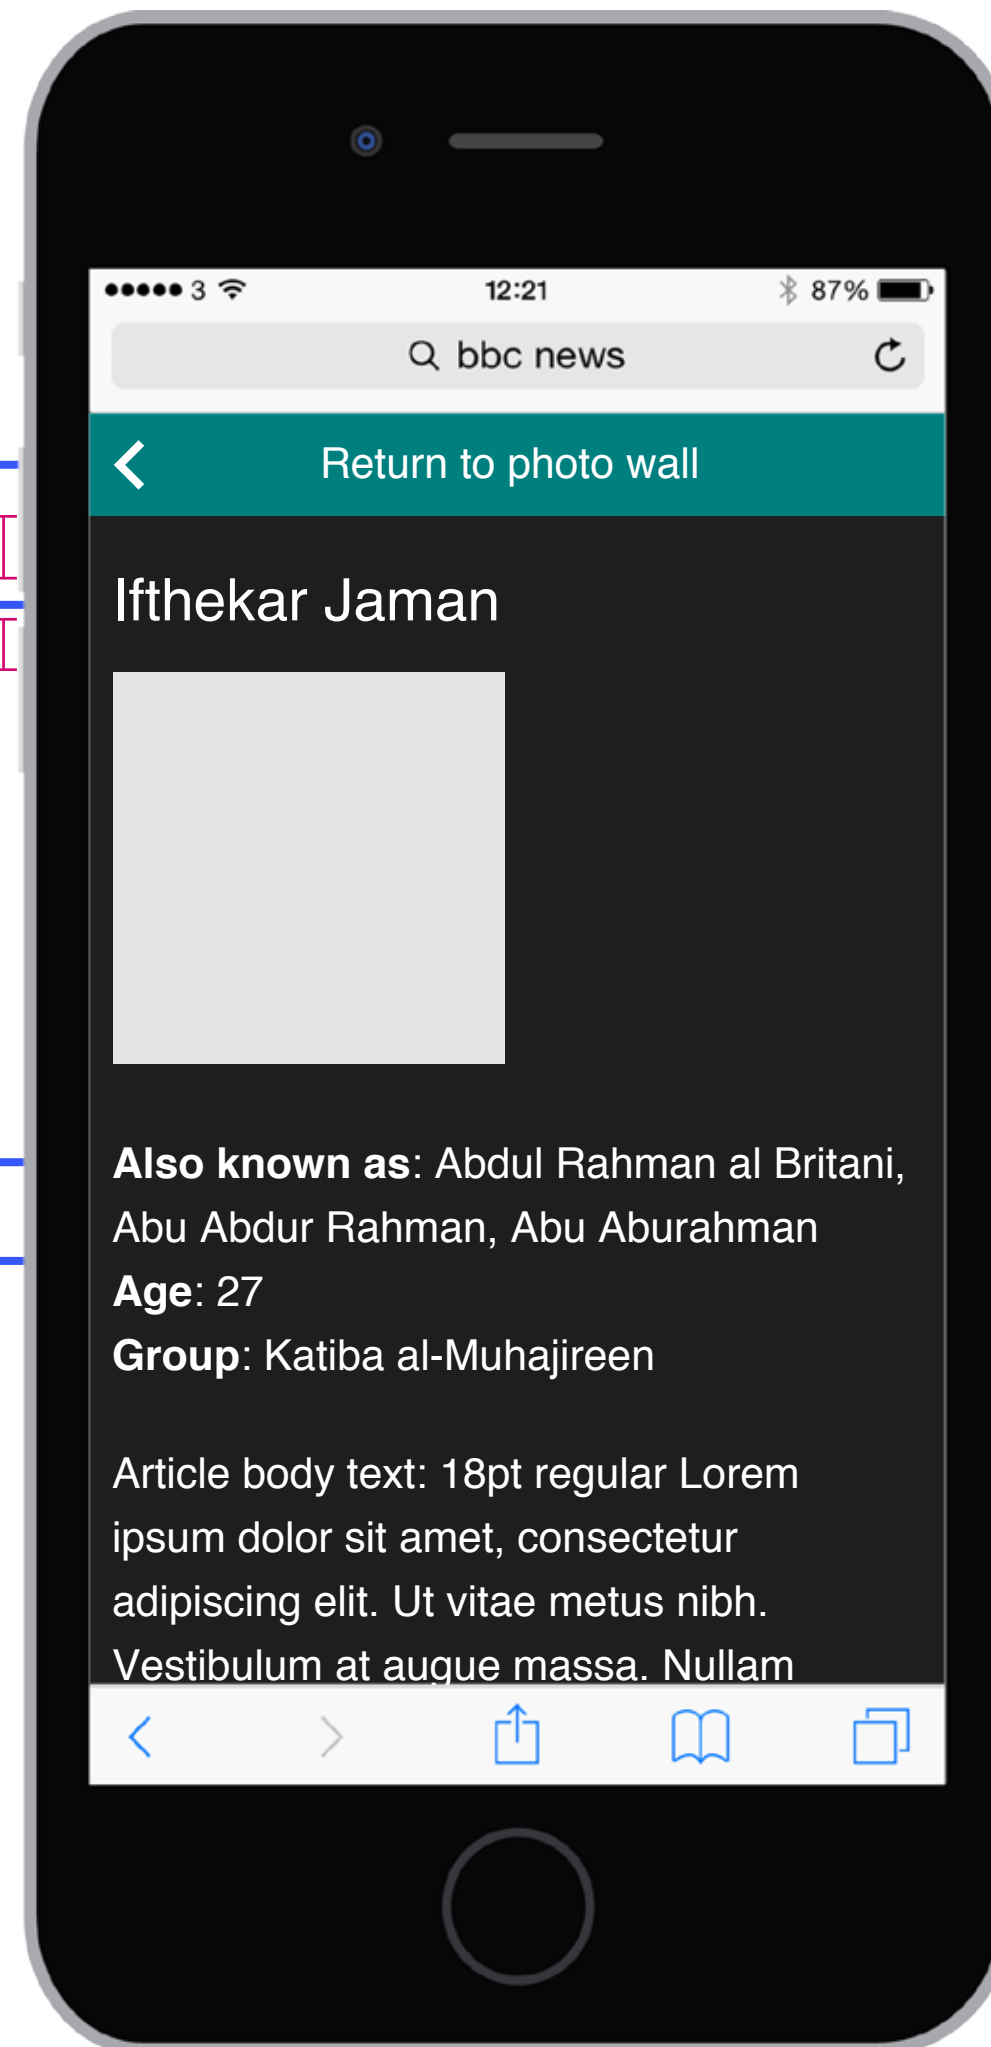 3 12:21 87%
bbc news
Return to photo wall
Ifthekar Jaman
Also known as: Abdul Rahman al Britani,
Abu Abdur Rahman, Abu Aburahman
Age: 27
Group: Katiba al-Muhajireen
Article body text: 18pt regular Lorem
ipsum dolor sit amet, consectetur
adipiscing elit. Ut vitae metus nibh.
Vestibulum at augue massa. Nullam